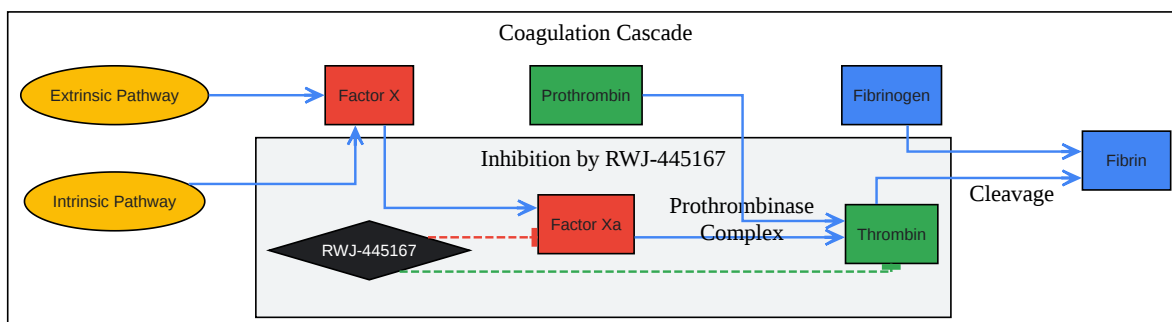 Coagulation Cascade
Extrinsic Pathway
Factor X
Prothrombin
Fibrinogen
Fibrin
Inhibition by RWJ-445167
Intrinsic Pathway
Cleavage
Prothrombinase
Complex
Factor Xa
Thrombin
RWJ-445167